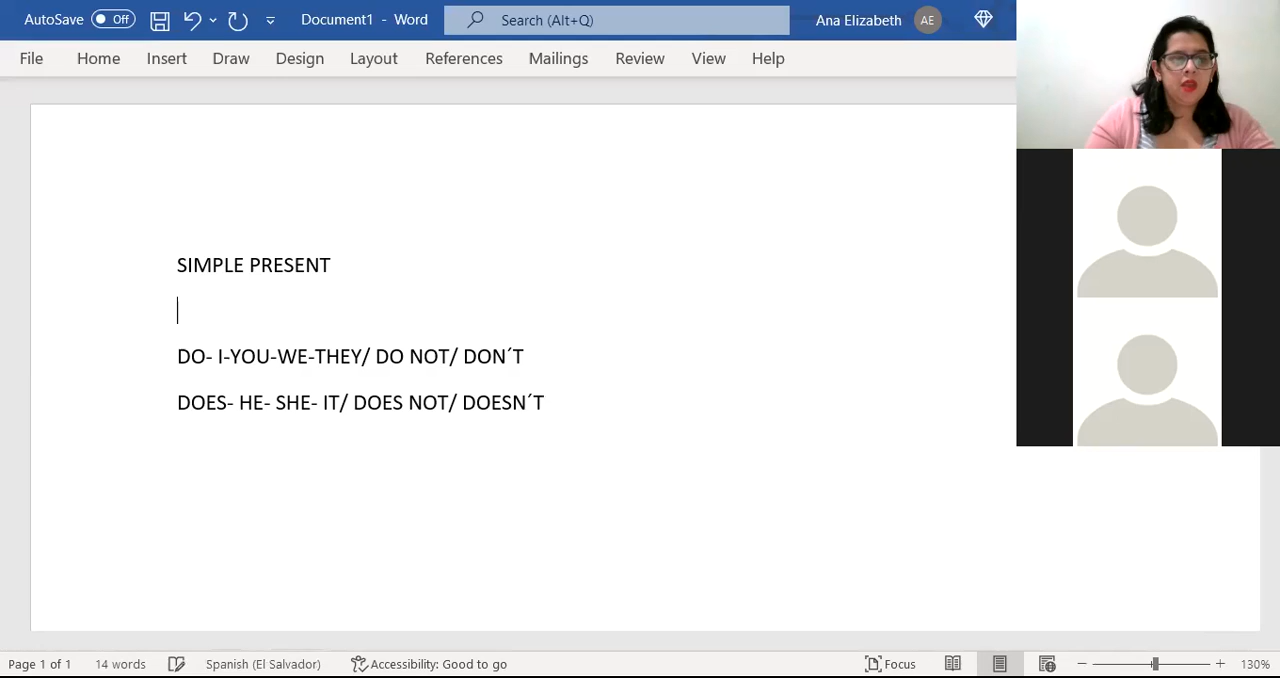 AutoSave Off Document1 - Word Search (Alt+Q) Ana Elizabeth AE
File Home Insert Draw Design Layout References Mailings Review View Help
SIMPLE PRESENT
DO- I-YOU-WE-THEY/ DO NOT/ DON´T
DOES- HE- SHE- IT/ DOES NOT/ DOESN´T
Page 1 of 1 14 words Spanish (El Salvador) Accessibility: Good to go Focus 130%